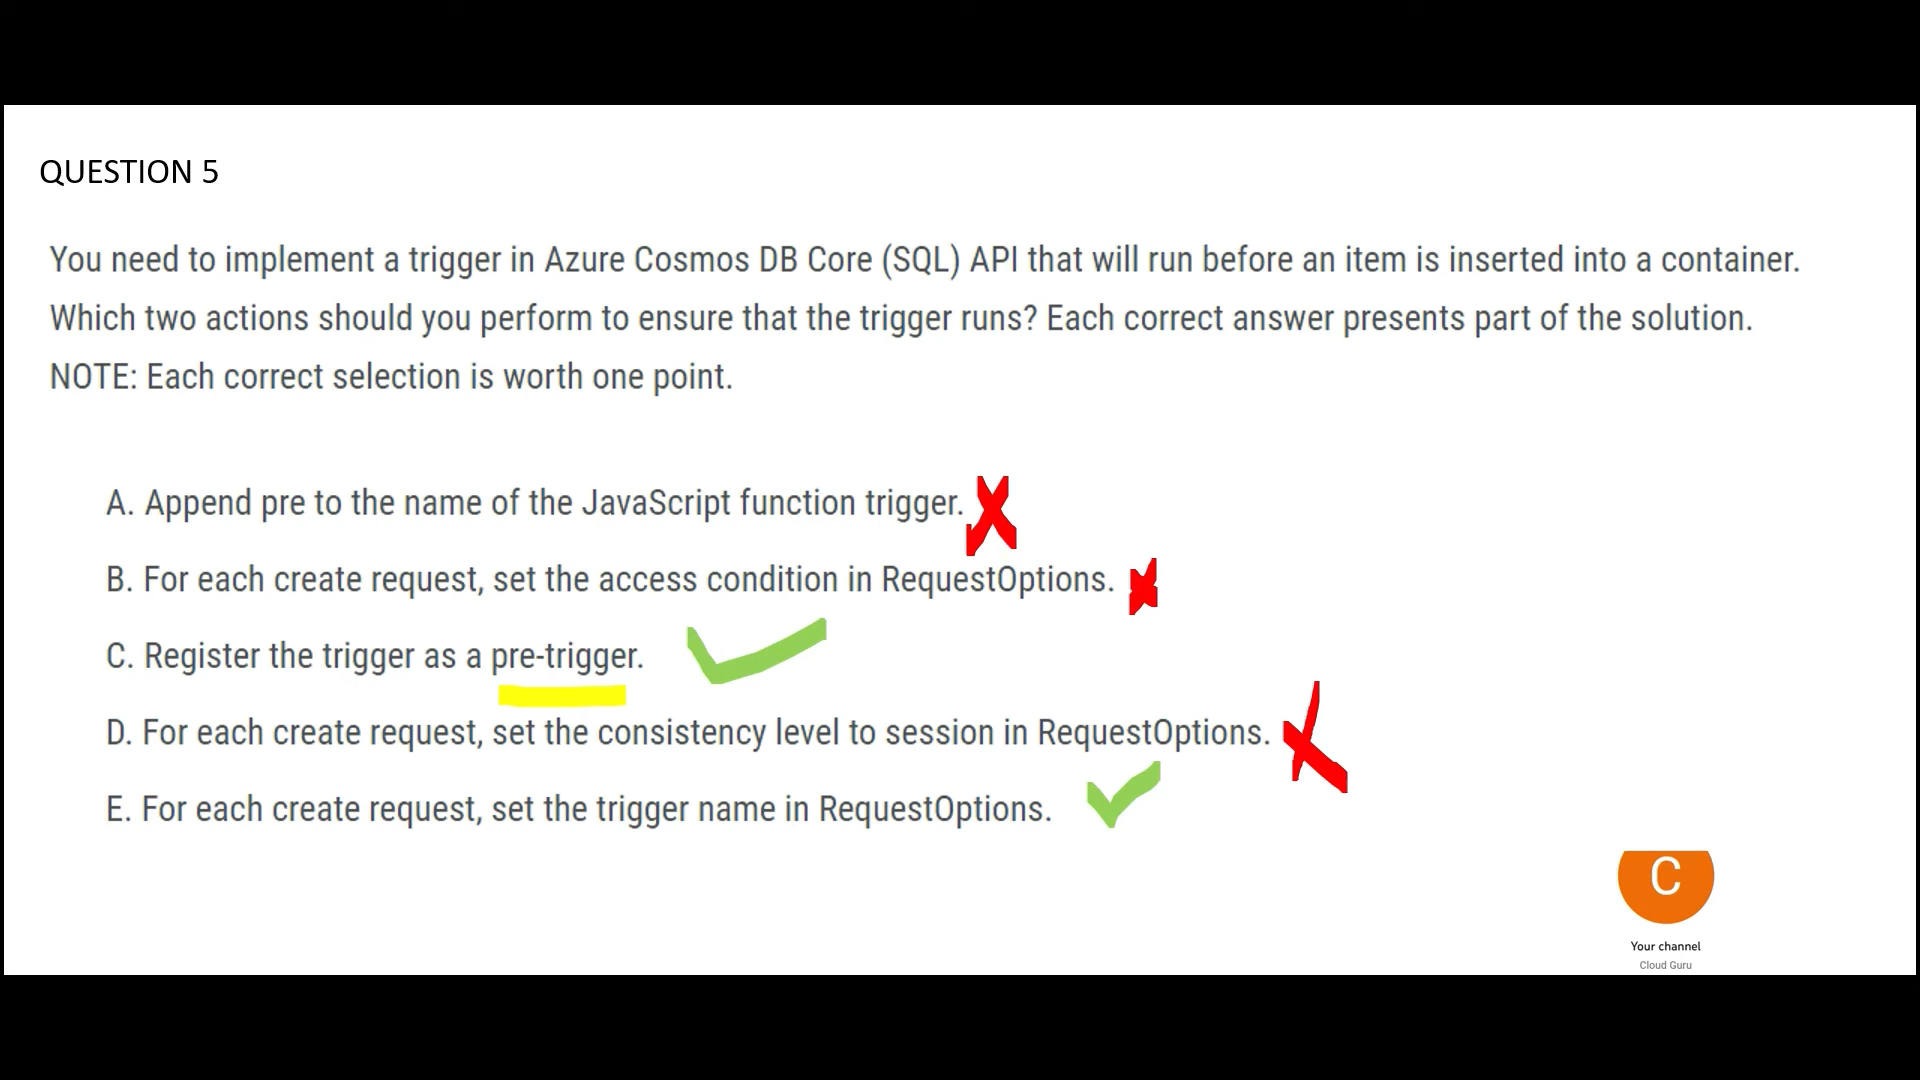 QUESTION 5
You need to implement a trigger in Azure Cosmos DB Core (SQL) API that will run before an item is inserted into a container.
Which two actions should you perform to ensure that the trigger runs? Each correct answer presents part of the solution.
NOTE: Each correct selection is worth one point.
A. Append pre to the name of the JavaScript function trigger.
B. For each create request, set the access condition in RequestOptions.
C. Register the trigger as a pre-trigger.
D. For each create request, set the consistency level to session in RequestOptions.
E. For each create request, set the trigger name in RequestOptions.
C
Your channel
Cloud Guru